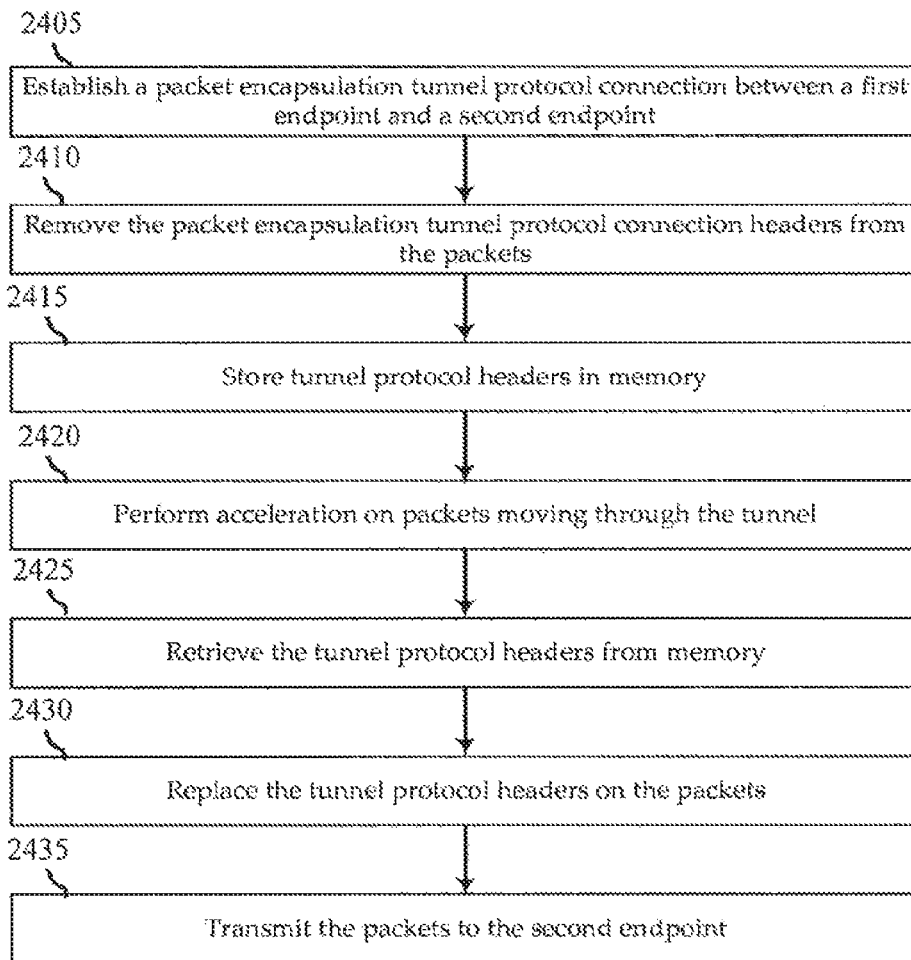 2405
Establish a packet encapsulation tunnel protocol connection between a first
endpoint and a second endpoint
2410
Remove the packet encapsulation tunnel protocol connection headers from
the packets
2415
Store tunnel protocol headers in memory
2420
Perform acceleration on packets moving through the tunnel
2425
Retrieve the tunnel protocol headers from memory
2430
Replace the tunnel protocol headers on the packets
2435
Transmit the packets to the second endpoint